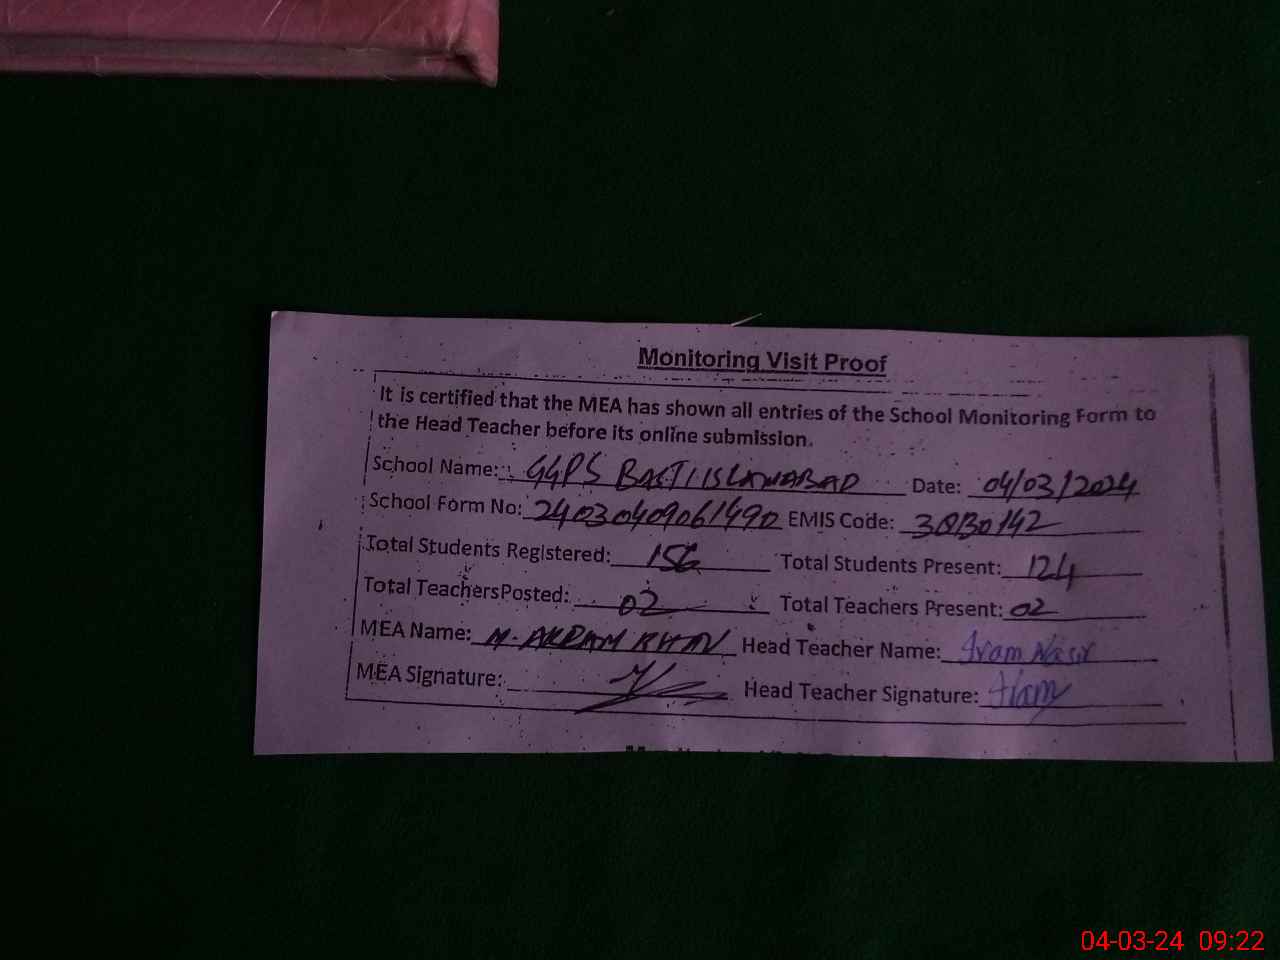 Monitoring Visit Proof
It is certified that the MEA has shown all entries of the School Monitoring Form to
the Head Teacher before its online submission.
School Name: GGPS BASTI ISLAMABAD Date: 04/03/2024
School Form No: 24030409061490 EMIS Code: 
Total Students Registered: 156 Total Students Present: 124
Total TeachersPosted: 02 Total Teachers Present: 02
MEA Name: M. AKRAM KHAN Head Teacher Name: Iram Nasir
MEA Signature: Head Teacher Signature: Iram
04-03-24 09:22